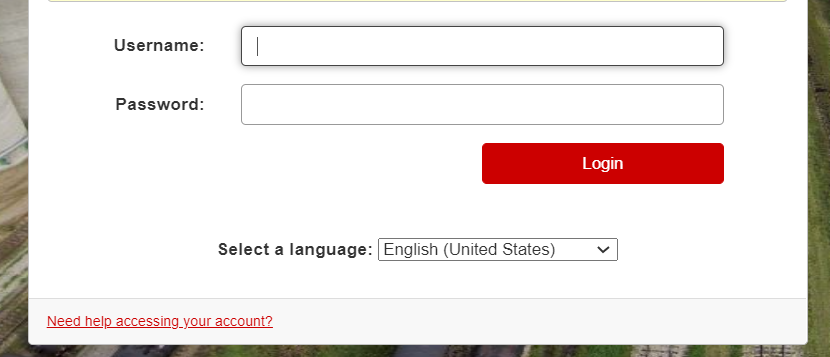 Username:
Password:
Login
Select a language: English (United States)
Need help accessing your account?